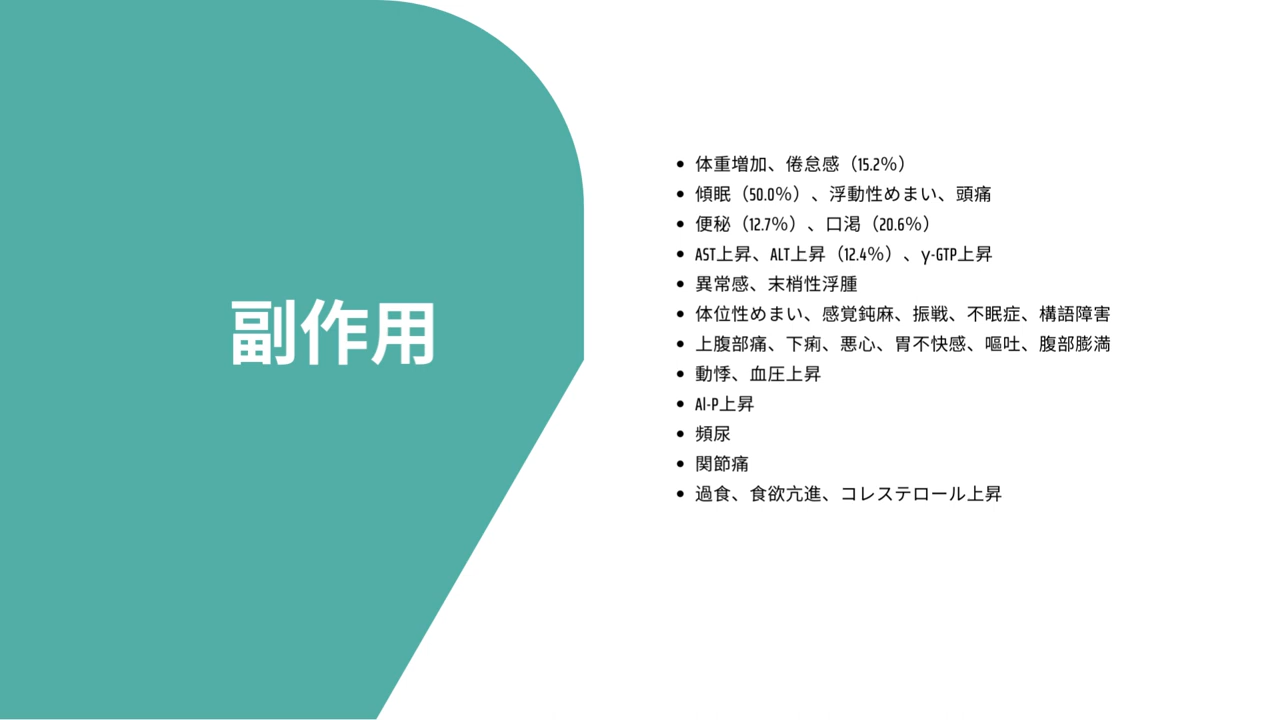 副作用
• 体重増加、倦怠感（15.2%）
• 傾眠（50.0%）、浮動性めまい、頭痛
• 便秘（12.7%）、口渇（20.6%）
• AST上昇、ALT上昇（12.4%）、γ-GTP上昇
• 異常感、末梢性浮腫
• 体位性めまい、感覚鈍麻、振戦、不眠症、構語障害
• 上腹部痛、下痢、悪心、胃不快感、嘔吐、腹部膨満
• 動悸、血圧上昇
• Al-P上昇
• 頻尿
• 関節痛
• 過食、食欲亢進、コレステロール上昇